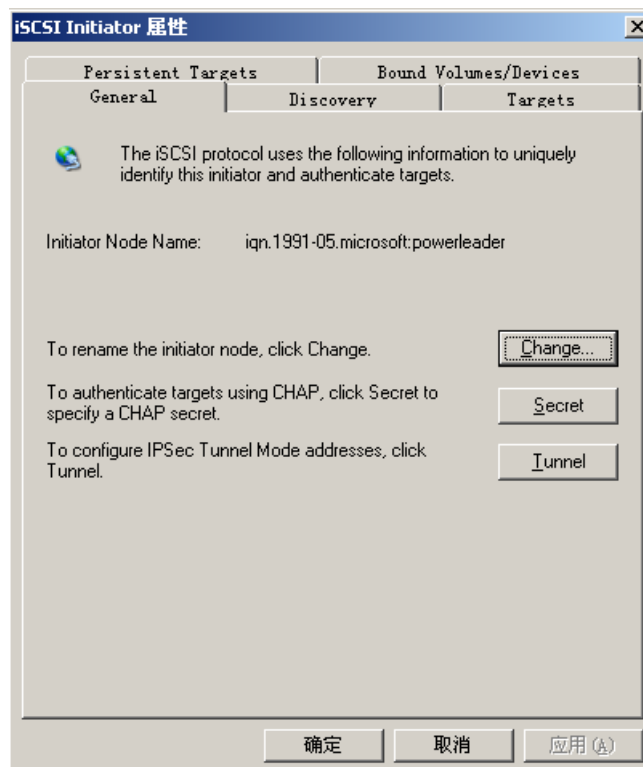 iSCSI Initiator 属性
Persistent Targets
Bound Volumes/Devices
General
Discovery
Targets
The iSCSI protocol uses the following information to uniquely
identify this initiator and authenticate targets.
Initiator Node Name:
iqn.1991-05.microsoft:powerleader
To rename the initiator node, click Change.
Change...
To authenticate targets using CHAP, click Secret to
specify a CHAP secret.
Secret
To configure IPSec Tunnel Mode addresses, click
Tunnel.
Tunnel
确定
取消
应用(A)